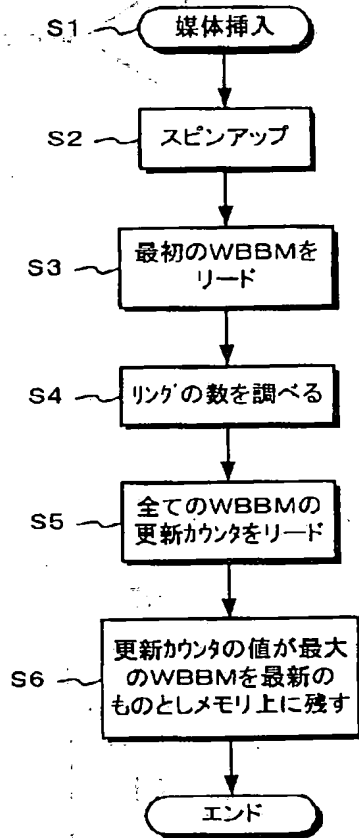 S1 媒体挿入
S2 スピンアップ
S3 最初のWBBMを
リード
S4 リングの数を調べる
S5 全てのWBBMの
更新カウンタをリード
S6 更新カウンタの値が最大
のWBBMを最新の
ものとしメモリ上に残す
エンド